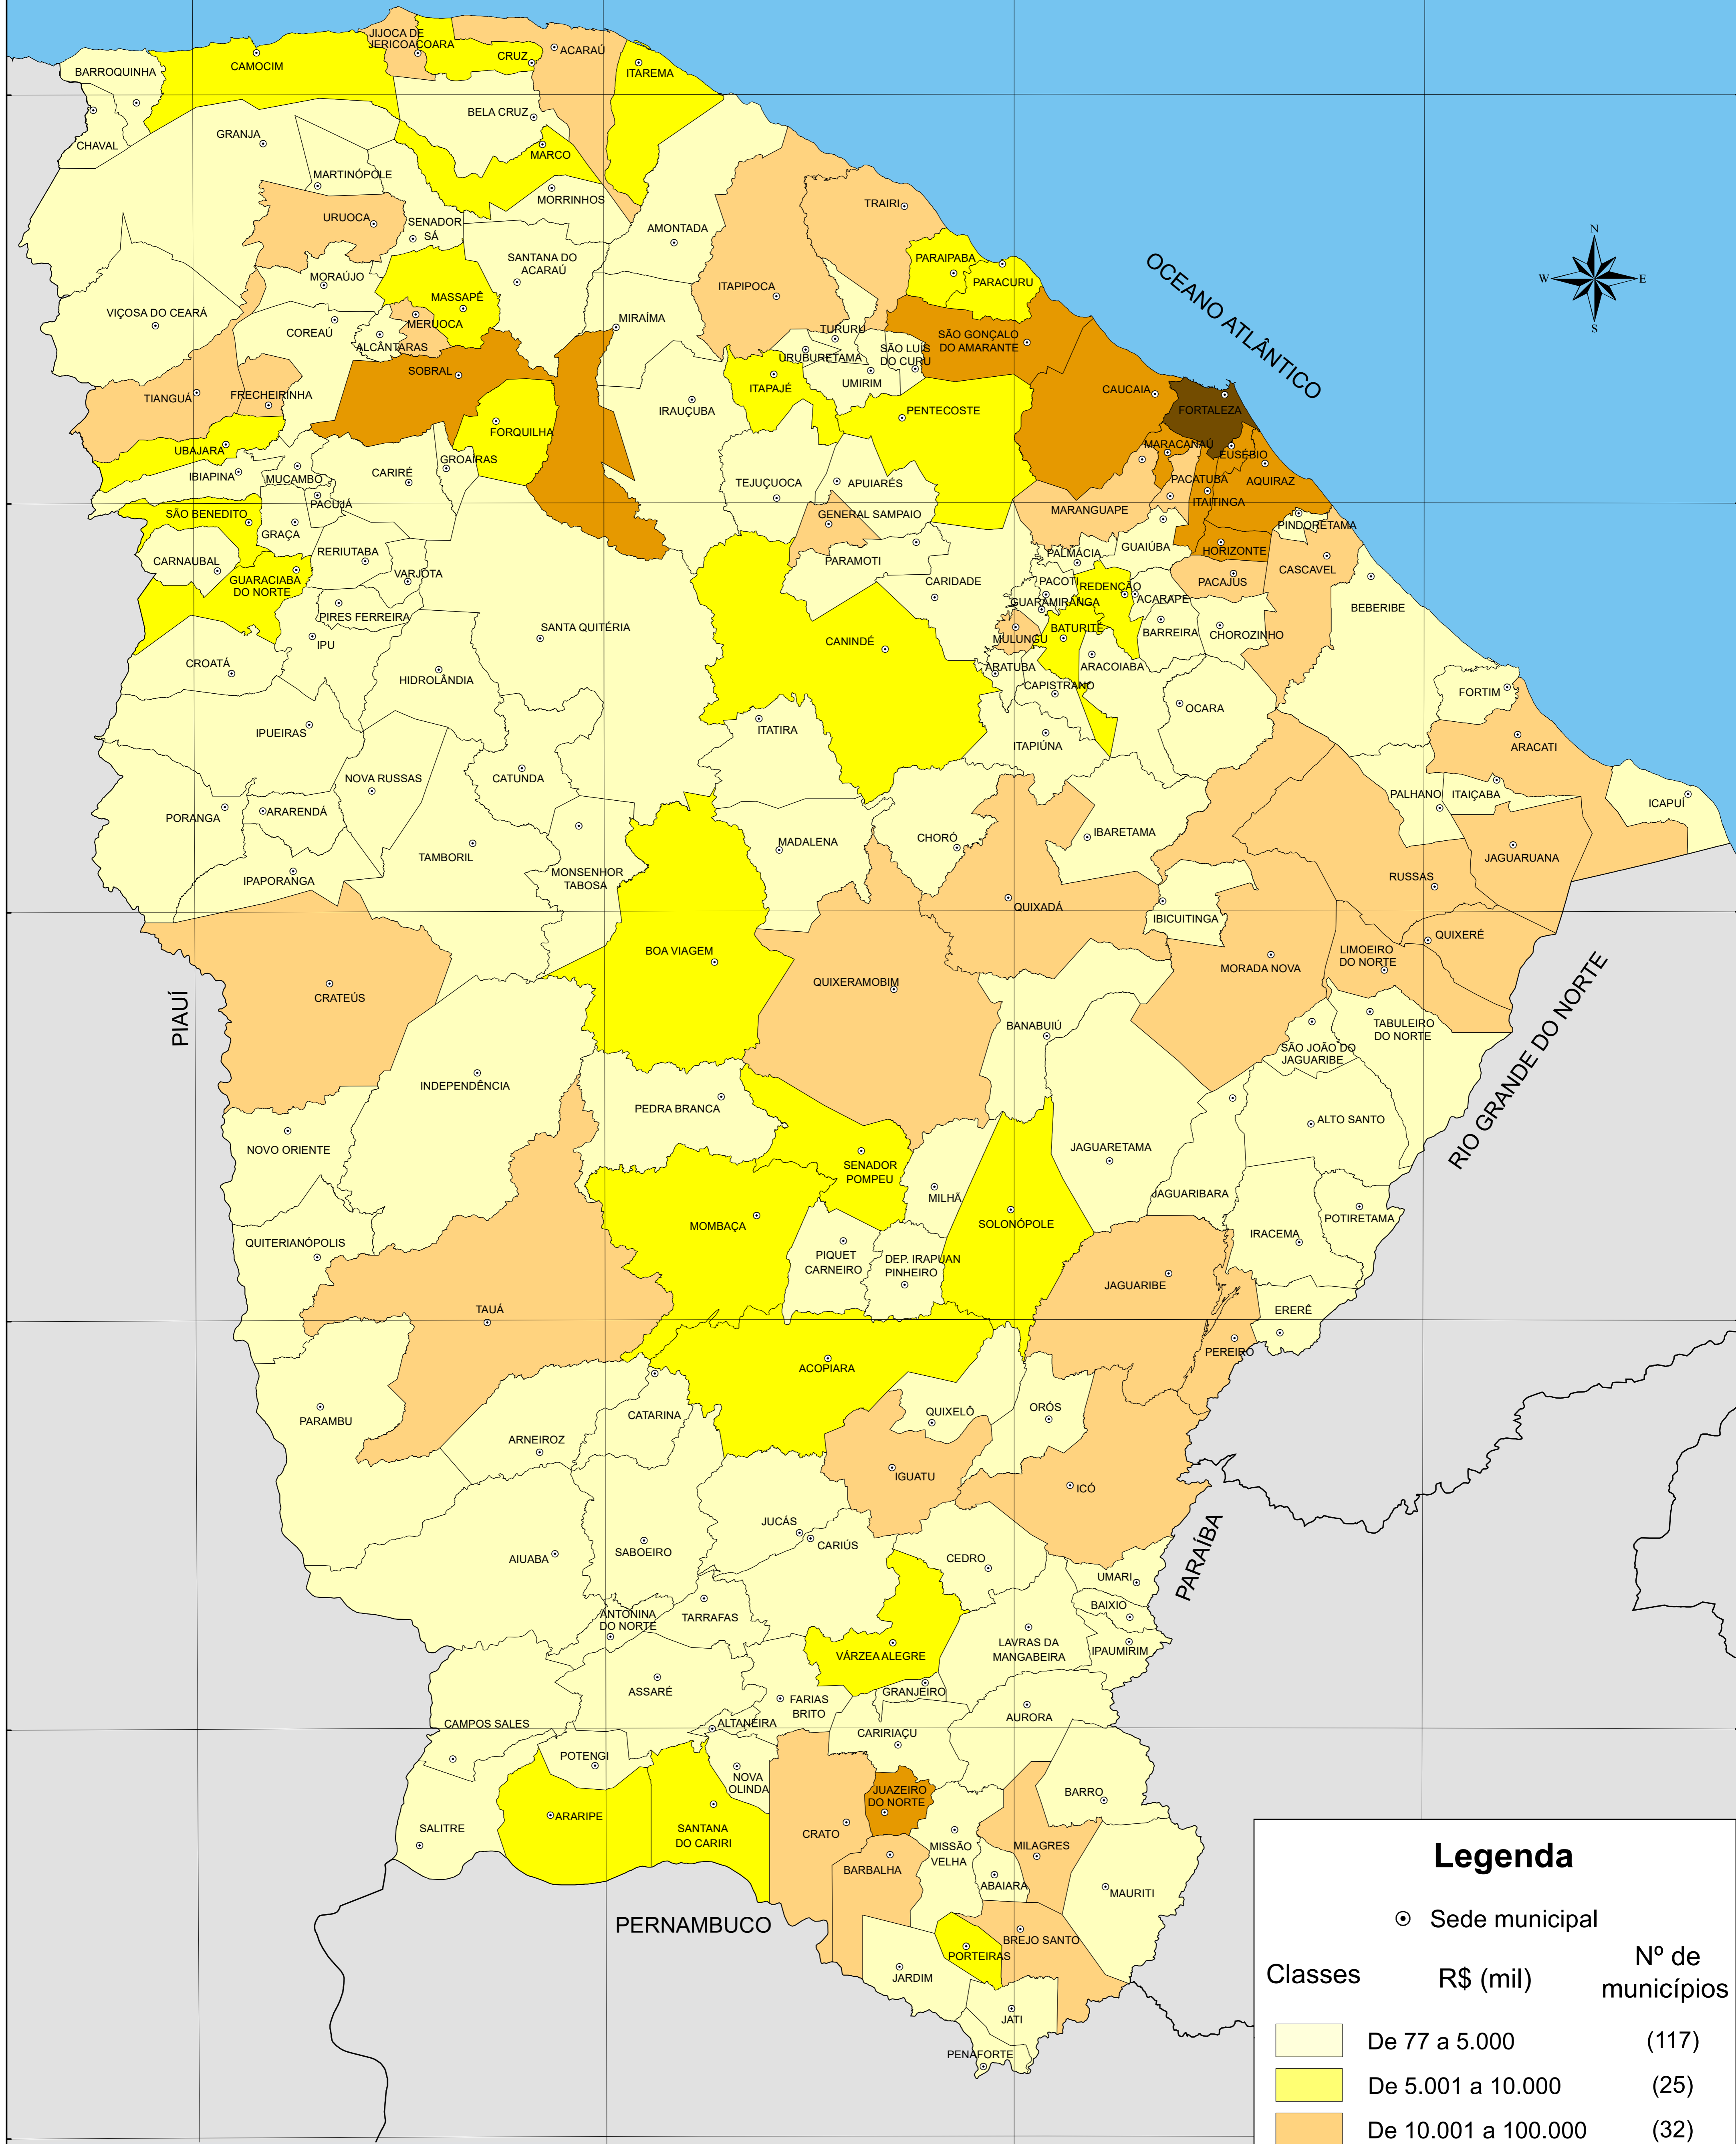 JIJOCA DE
JERICOACOARA
CRUZ
ACARAÚ
BARROQUINHA
CAMOCIM
ITAREMA
BELA CRUZ
CHAVAL
GRANJA
MARCO
MARTINÓPOLE
MORRINHOS
URUOCA
SENADOR
SÁ
TRAIRI
AMONTADA
N
W
E
S
OCEANO ATLÂNTICO
MORAÚJO
SANTANA DO
ACARAÚ
PARAIPABA
PARACURU
ITAPIPOCA
MASSAPÊ
VIÇOSA DO CEARÁ
MERUOCA
MIRAÍMA
COREAÚ
ALCÂNTARAS
TURURU
URUBURETAMA
SÃO LUÍS
DO CURU
SÃO GONÇALO
DO AMARANTE
SOBRAL
UMIRIM
ITAPAJÉ
TIANGUÁ
FRECHEIRINHA
IRAUÇUBA
PENTECOSTE
CAUCAIA
FORTALEZA
FORQUILHA
UBAJARA
GROAÍRAS
MARACANAÚ
EUSÉBIO
IBIAPINA
MUCAMBO
CARIRÉ
TEJUÇUOCA
APUIARÉS
PACATUBA
AQUIRAZ
PACUJÁ
ITAITINGA
SÃO BENEDITO
GENERAL SAMPAIO
MARANGUAPE
PINDORETAMA
GRAÇA
CARNAUBAL
RERIUTABA
PARAMOTI
PALMÁCIA
GUAIÚBA
HORIZONTE
VARJOTA
CASCAVEL
GUARACIABA
DO NORTE
CARIDADE
PACOTI
REDENÇÃO
PACAJUS
GUARAMIRANGA
ACARAPE
BEBERIBE
PIRES FERREIRA
SANTA QUITÉRIA
CANINDÉ
MULUNGU
BATURITÉ
BARREIRA
CHOROZINHO
IPU
CROATÁ
ARATUBA
ARACOIABA
HIDROLÂNDIA
CAPISTRANO
FORTIM
OCARA
IPUEIRAS
ITATIRA
ITAPIÚNA
ARACATI
NOVA RUSSAS
CATUNDA
PALHANO
ITAIÇABA
ICAPUÍ
PORANGA
ARARENDÁ
IBARETAMA
MADALENA
CHORÓ
TAMBORIL
JAGUARUANA
IPAPORANGA
MONSENHOR
TABOSA
RUSSAS
QUIXADÁ
IBICUITINGA
QUIXERÉ
BOA VIAGEM
LIMOEIRO
DO NORTE
MORADA NOVA
QUIXERAMOBIM
CRATEÚS
PIAUÍ
BANABUIÚ
TABULEIRO
DO NORTE
SÃO JOÃO DO
JAGUARIBE
RIO GRANDE DO NORTE
INDEPENDÊNCIA
PEDRA BRANCA
ALTO SANTO
NOVO ORIENTE
JAGUARETAMA
SENADOR
POMPEU
MILHÃ
JAGUARIBARA
MOMBAÇA
SOLONÓPOLE
POTIRETAMA
IRACEMA
QUITERIANÓPOLIS
PIQUET
CARNEIRO
DEP. IRAPUAN
PINHEIRO
JAGUARIBE
TAUÁ
ERERÊ
PEREIRO
ACOPIARA
PARAMBU
CATARINA
QUIXELÔ
ORÓS
ARNEIROZ
IGUATU
ICÓ
JUCÁS
CARIÚS
SABOEIRO
AIUABA
CEDRO
PARAÍBA
UMARI
BAIXIO
ANTONINA
DO NORTE
TARRAFAS
LAVRAS DA
MANGABEIRA
IPAUMIRIM
VÁRZEA ALEGRE
ASSARÉ
GRANJEIRO
FARIAS
BRITO
AURORA
CAMPOS SALES
ALTANEIRA
CARIRIAÇU
POTENGI
NOVA
OLINDA
JUAZEIRO
DO NORTE
BARRO
ARARIPE
SALITRE
SANTANA
DO CARIRI
CRATO
MISSÃO
VELHA
MILAGRES
BARBALHA
ABAIARA
MAURITI
PERNAMBUCO
BREJO SANTO
PORTEIRAS
JARDIM
JATI
PENAFORTE
Legenda
Sede municipal
Classes R$ (mil) Nº de
municípios
De 77 a 5.000 (117)
De 5.001 a 10.000 (25)
De 10.001 a 100.000 (32)